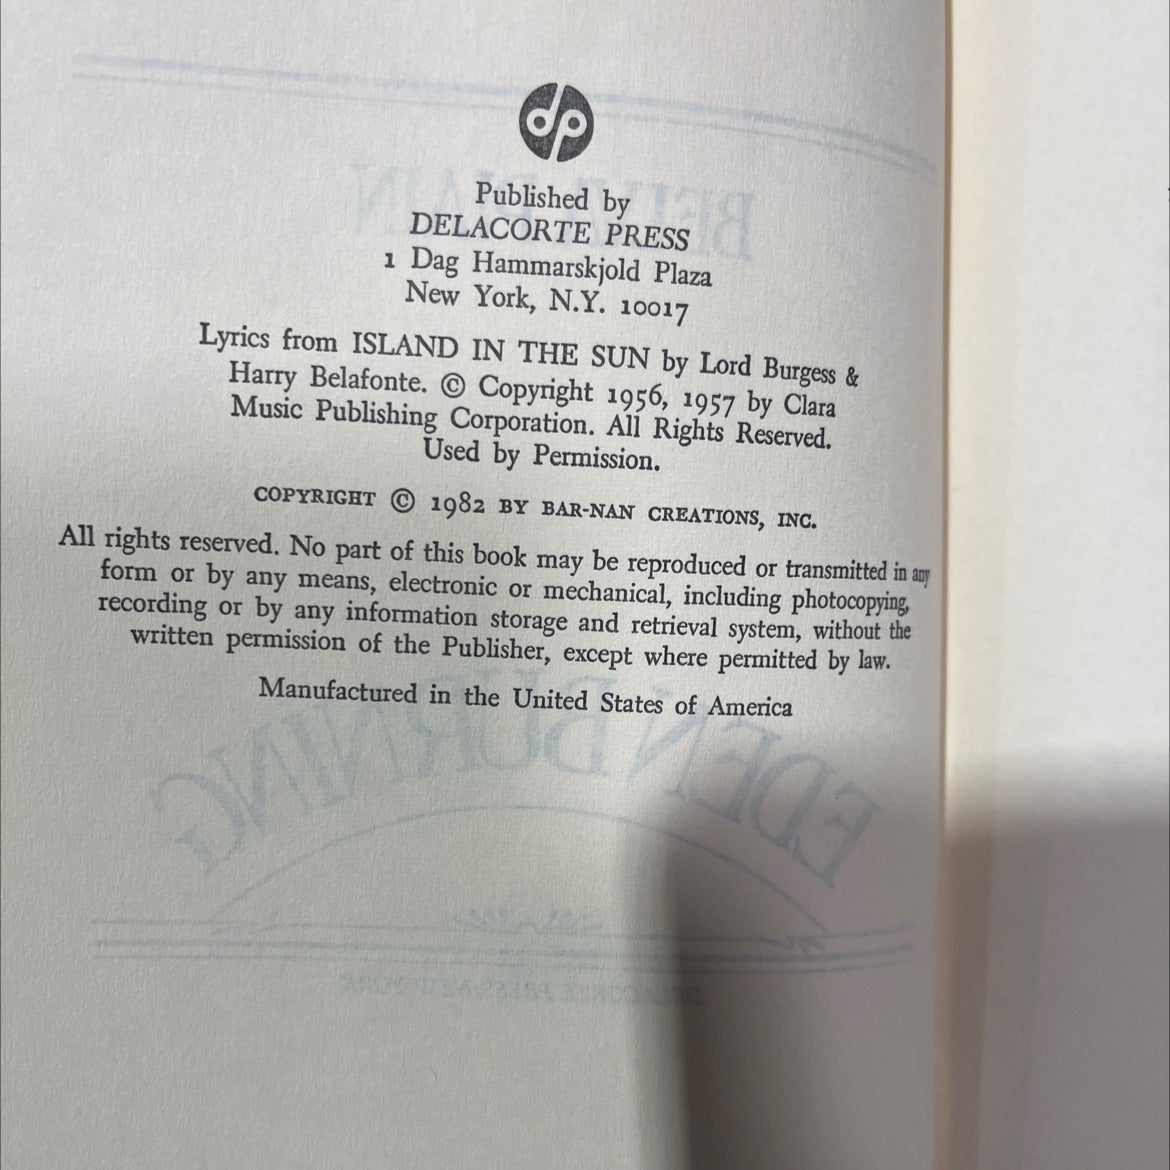 dp
Published by
DELACORTE PRESS
1 Dag Hammarskjold Plaza
New York, N.Y. 10017
Lyrics from ISLAND IN THE SUN by Lord Burgess &
Harry Belafonte. © Copyright 1956, 1957 by Clara
Music Publishing Corporation. All Rights Reserved.
Used by Permission.
COPYRIGHT © 1982 BY BAR-NAN CREATIONS, INC.
All rights reserved. No part of this book may be reproduced or transmitted in any
form or by any means, electronic or mechanical, including photocopying,
recording or by any information storage and retrieval system, without the
written permission of the Publisher, except where permitted by law.
Manufactured in the United States of America
EDEN BURNING